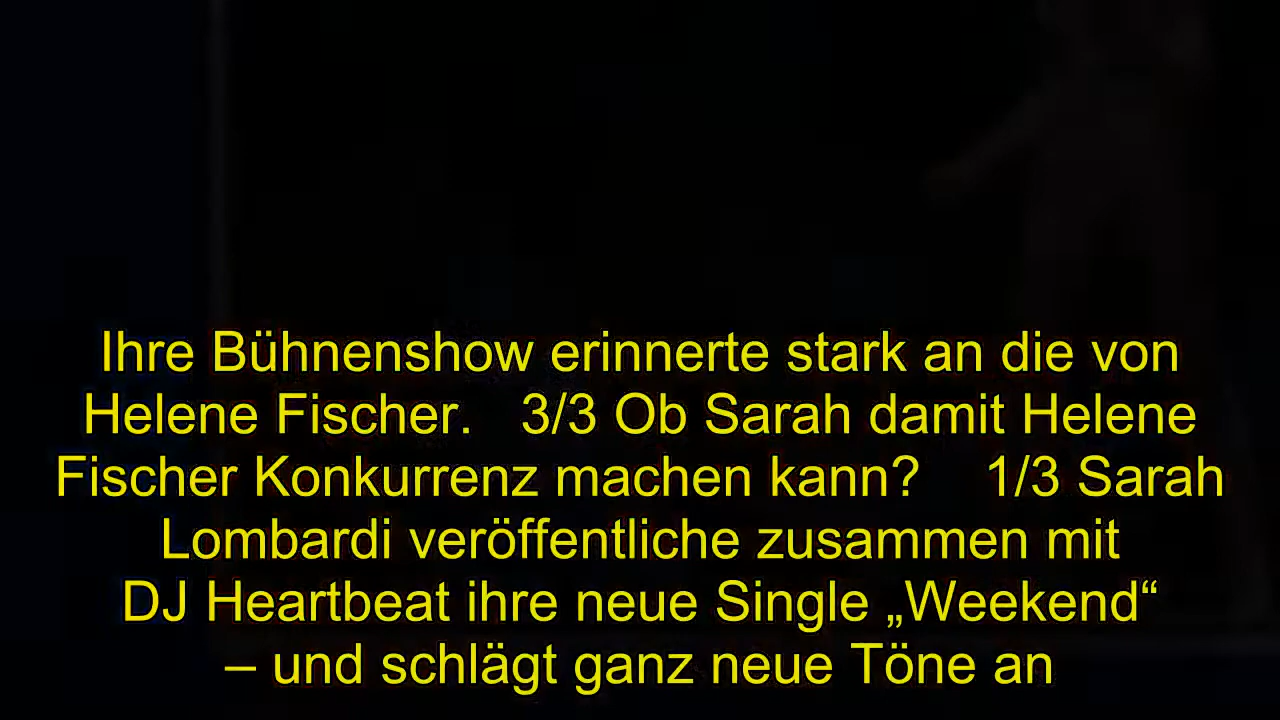 Ihre Bühnenshow erinnerte stark an die von
Helene Fischer.   3/3 Ob Sarah damit Helene
Fischer Konkurrenz machen kann?    1/3 Sarah
Lombardi veröffentliche zusammen mit
DJ Heartbeat ihre neue Single „Weekend“
– und schlägt ganz neue Töne an